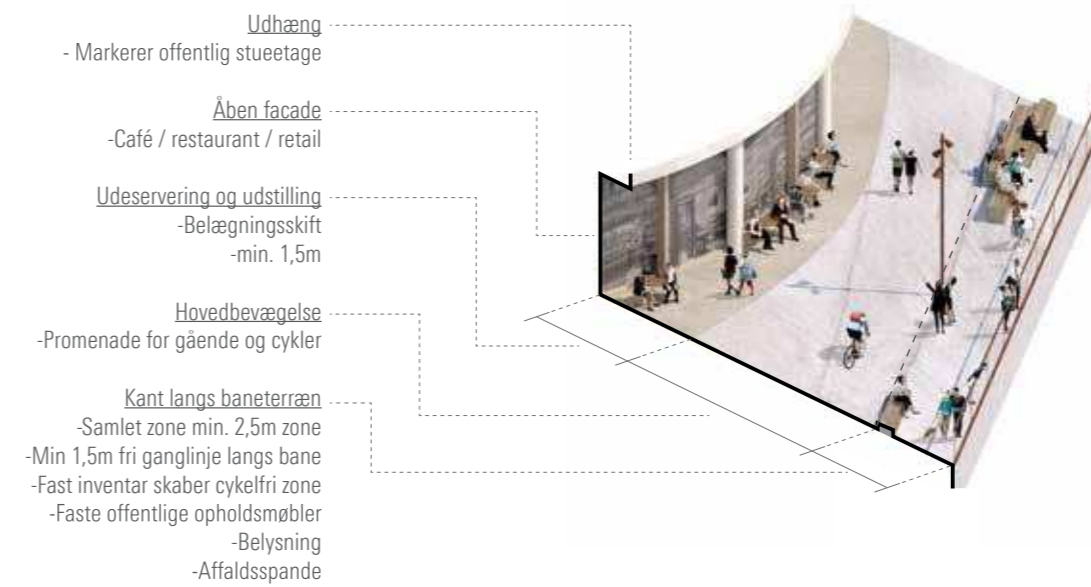 Udhæng
- Markerer offentlig stueetage
Åben facade
-Café / restaurant / retail
Udeservering og udstilling
-Belægningsskift
-min. 1,5m
Hovedbevægelse
-Promenade for gående og cykler
Kant langs baneterræn
-Samlet zone min. 2,5m zone
-Min 1,5m fri ganglinje langs bane
-Fast inventar skaber cykelfri zone
-Faste offentlige opholdsmøbler
-Belysning
-Affaldsspande